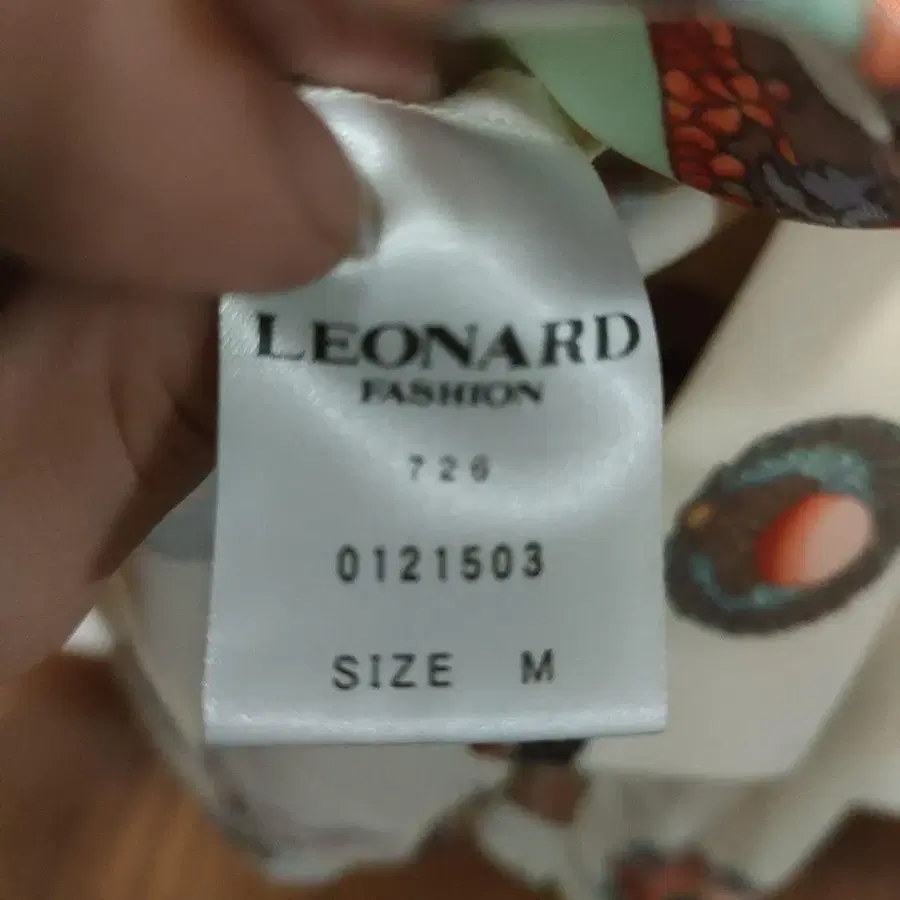 LEONARD
FASHION
726
0121503
SIZE M